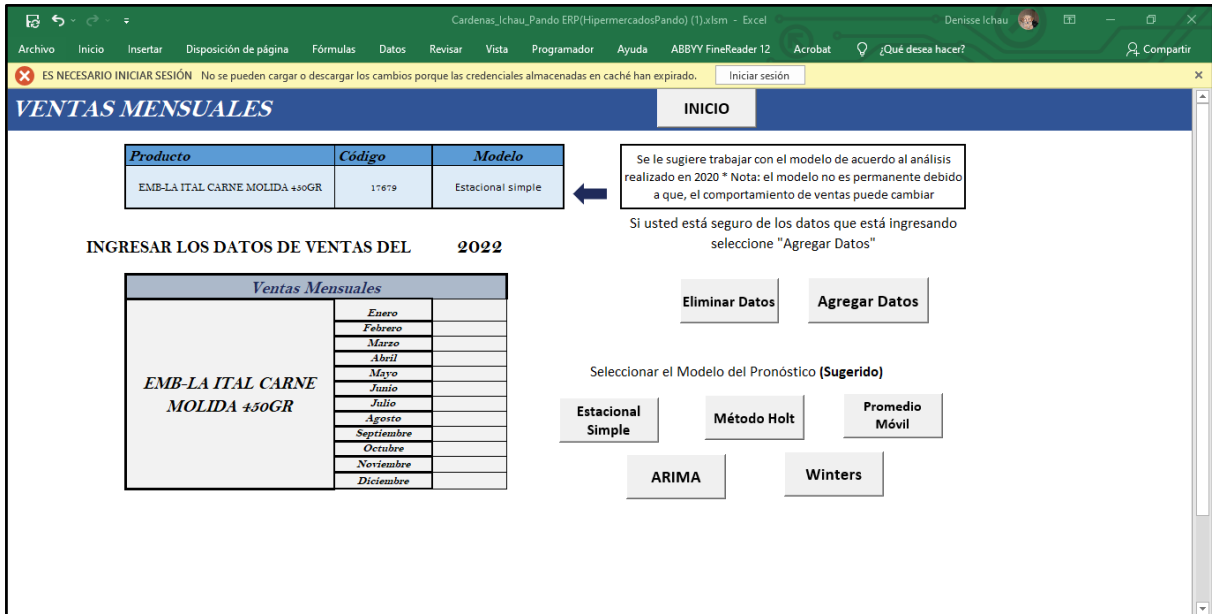 Cardenas_Ichau_Pando ERP(HipermercadosPando) (1).xlsm - Excel
Denisse Ichau
Archivo Inicio Insertar Disposición de página Fórmulas Datos Revisar Vista Programador Ayuda ABBYY FineReader 12 Acrobat ¿Qué desea hacer? Compartir
ES NECESARIO INICIAR SESIÓN No se pueden cargar o descargar los cambios porque las credenciales almacenadas en caché han expirado. Iniciar sesión
VENTAS MENSUALES
INICIO
Producto Código Modelo
EMB-LA ITAL CARNE MOLIDA 450GR 17679 Estacional simple
Se le sugiere trabajar con el modelo de acuerdo al análisis
realizado en 2020 * Nota: el modelo no es permanente debido
a que, el comportamiento de ventas puede cambiar
Si usted está seguro de los datos que está ingresando
seleccione "Agregar Datos"
INGRESAR LOS DATOS DE VENTAS DEL 2022
Ventas Mensuales
EMB-LA ITAL CARNE
MOLIDA 450GR
Enero
Febrero
Marzo
Abril
Mayo
Junio
Julio
Agosto
Septiembre
Octubre
Noviembre
Diciembre
Eliminar Datos
Agregar Datos
Seleccionar el Modelo del Pronóstico (Sugerido)
Estacional
Simple
Método Holt
Promedio
Móvil
ARIMA
Winters